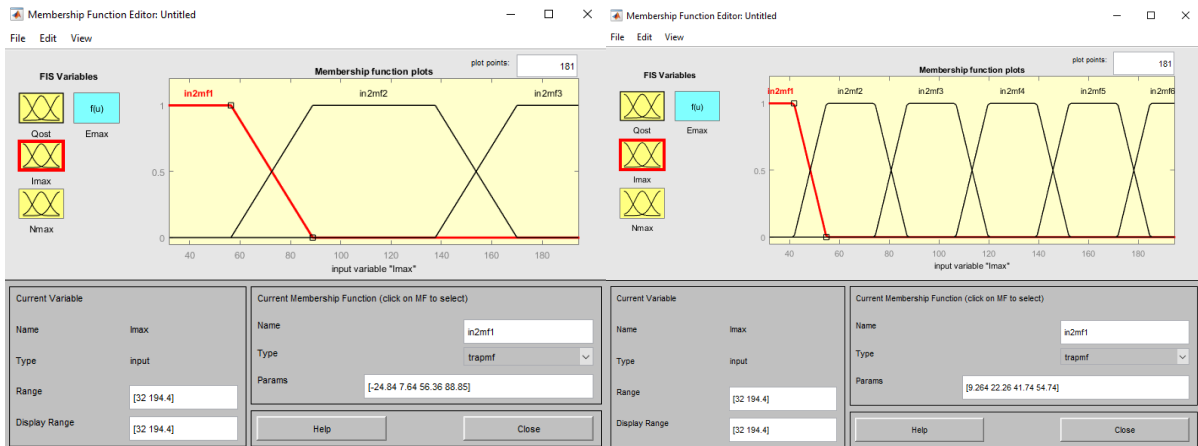 Membership Function Editor: Untitled
File Edit View
FIS Variables
Qost
f(u)
Emax
Imax
Nmax
Membership function plots
plot points:
181
in2mf1 in2mf2 in2mf3
1
0.5
0
40 60 80 100 120 140 160 180
input variable "Imax"
Current Variable
Name Imax
Type input
Range [32 194.4]
Display Range [32 194.4]
Current Membership Function (click on MF to select)
Name in2mf1
Type trapmf
Params [-24.84 7.64 56.36 88.85]
Help Close
Membership Function Editor: Untitled
File Edit View
FIS Variables
Qost
f(u)
Emax
Imax
Nmax
Membership function plots
plot points:
181
in2mf1 in2mf2 in2mf3 in2mf4 in2mf5 in2mf6
1
0.5
0
40 60 80 100 120 140 160 180
input variable "Imax"
Current Variable
Name Imax
Type input
Range [32 194.4]
Display Range [32 194.4]
Current Membership Function (click on MF to select)
Name in2mf1
Type trapmf
Params [9.264 22.26 41.74 54.74]
Help Close